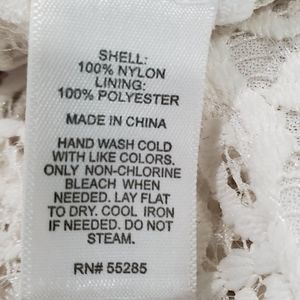 SHELL:
100% NYLON
LINING:
100% POLYESTER
MADE IN CHINA
HAND WASH COLD
WITH LIKE COLORS.
ONLY NON-CHLORINE
BLEACH WHEN
NEEDED. LAY FLAT
TO DRY. COOL IRON
IF NEEDED. DO NOT
STEAM.
RN# 55285